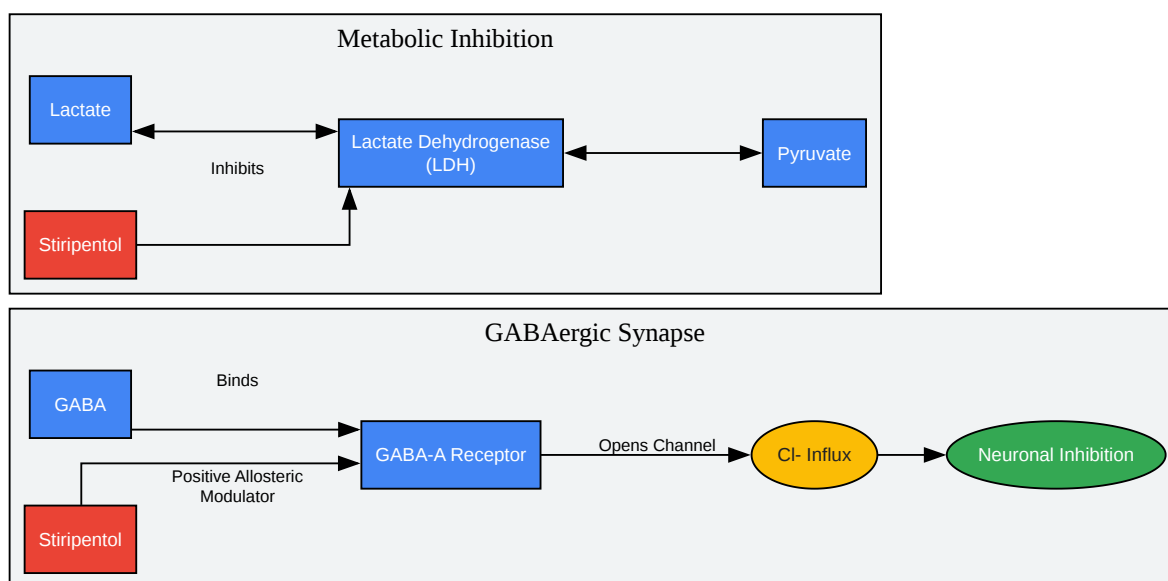 Metabolic Inhibition
Lactate
Lactate Dehydrogenase
(LDH)
Pyruvate
Inhibits
Stiripentol
GABAergic Synapse
GABA
Binds
GABA-A Receptor
Opens Channel
Cl- Influx
Neuronal Inhibition
Positive Allosteric
Modulator
Stiripentol